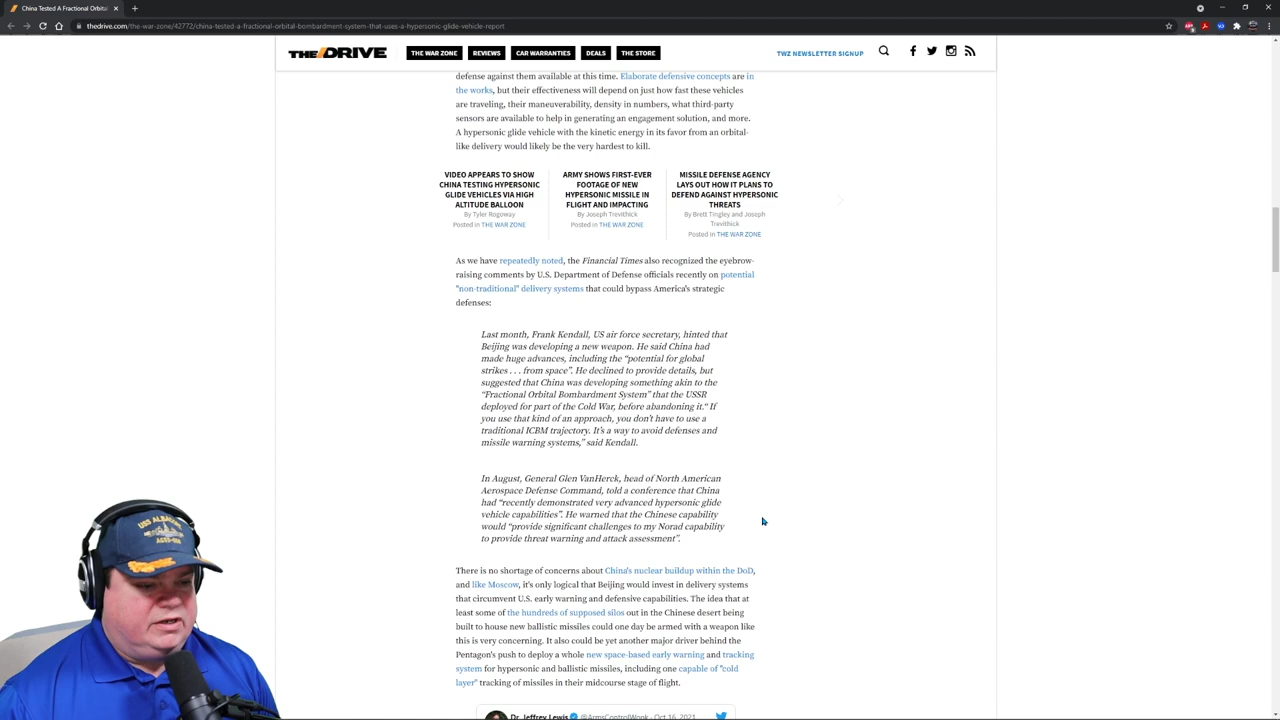 China Tested A Fractional Orbital
thedrive.com/the-war-zone/42772/china-tested-a-fractional-orbital-bombardment-system-that-uses-a-hypersonic-glide-vehicle-report
THE/DRIVE
THE WAR ZONE
REVIEWS
CAR WARRANTIES
DEALS
THE STORE
TWZ NEWSLETTER SIGNUP
defense against them available at this time. Elaborate defensive concepts are in
the works, but their effectiveness will depend on just how fast these vehicles
are traveling, their maneuverability, density in numbers, what third-party
sensors are available to help in generating an engagement solution, and more.
A hypersonic glide vehicle with the kinetic energy in its favor from an orbital-
like delivery would likely be the very hardest to kill.
VIDEO APPEARS TO SHOW
CHINA TESTING HYPERSONIC
GLIDE VEHICLES VIA HIGH
ALTITUDE BALLOON
By Tyler Rogoway
Posted in THE WAR ZONE
ARMY SHOWS FIRST-EVER
FOOTAGE OF NEW
HYPERSONIC MISSILE IN
FLIGHT AND IMPACTING
By Joseph Trevithick
Posted in THE WAR ZONE
MISSILE DEFENSE AGENCY
LAYS OUT HOW IT PLANS TO
DEFEND AGAINST HYPERSONIC
THREATS
By Brett Tingley and Joseph
Trevithick
Posted in THE WAR ZONE
As we have repeatedly noted, the Financial Times also recognized the eyebrow-
raising comments by U.S. Department of Defense officials recently on potential
"non-traditional" delivery systems that could bypass America's strategic
defenses:
Last month, Frank Kendall, US air force secretary, hinted that
Beijing was developing a new weapon. He said China had
made huge advances, including the “potential for global
strikes . . . from space”. He declined to provide details, but
suggested that China was developing something akin to the
“Fractional Orbital Bombardment System” that the USSR
deployed for part of the Cold War, before abandoning it.“ If
you use that kind of an approach, you don’t have to use a
traditional ICBM trajectory. It’s a way to avoid defenses and
missile warning systems,” said Kendall.
In August, General Glen VanHerck, head of North American
Aerospace Defense Command, told a conference that China
had “recently demonstrated very advanced hypersonic glide
vehicle capabilities”. He warned that the Chinese capability
would “provide significant challenges to my Norad capability
to provide threat warning and attack assessment”.
There is no shortage of concerns about China's nuclear buildup within the DoD,
and like Moscow, it's only logical that Beijing would invest in delivery systems
that circumvent U.S. early warning and defensive capabilities. The idea that at
least some of the hundreds of supposed silos out in the Chinese desert being
built to house new ballistic missiles could one day be armed with a weapon like
this is very concerning. It also could be yet another major driver behind the
Pentagon's push to deploy a whole new space-based early warning and tracking
system for hypersonic and ballistic missiles, including one capable of "cold
layer" tracking of missiles in their midcourse stage of flight.
Dr. Jeffrey Lewis @ArmsControlWonk · Oct 16, 2021